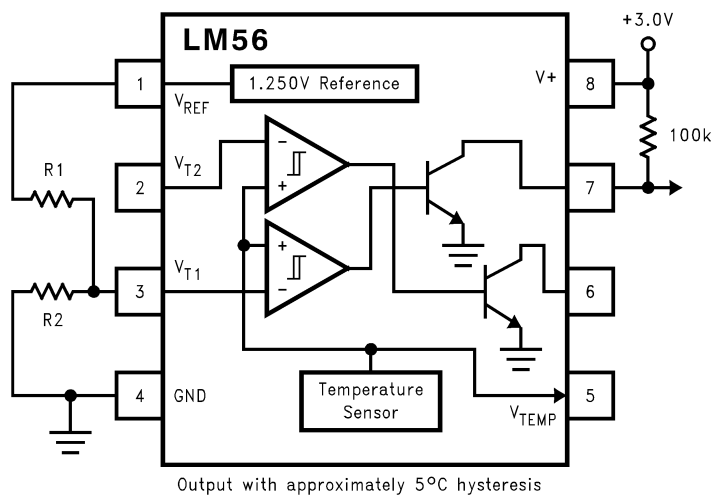 +3.0V
LM56
1
1.250V Reference
V+
8
VREF
100k
R1
VT2
2
−
+
7
VT1
3
+
−
6
R2
4
GND
Temperature
Sensor
5
VTEMP
Output with approximately 5°C hysteresis